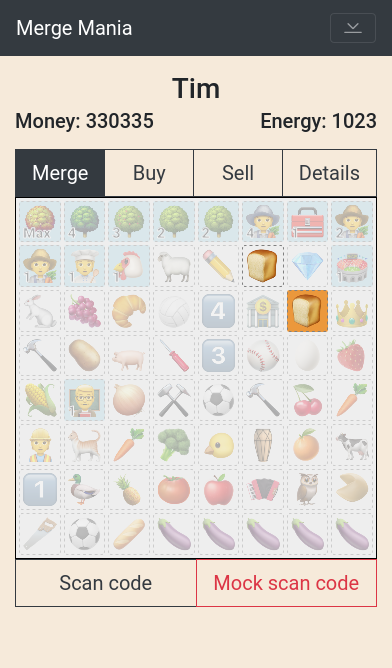 Merge Mania
Tim
Money: 330335 Energy: 1023
Merge Buy Sell Details
Max 4 3 2 2 4 1 2
1 1 1
4
3
1
1
Scan code Mock scan code